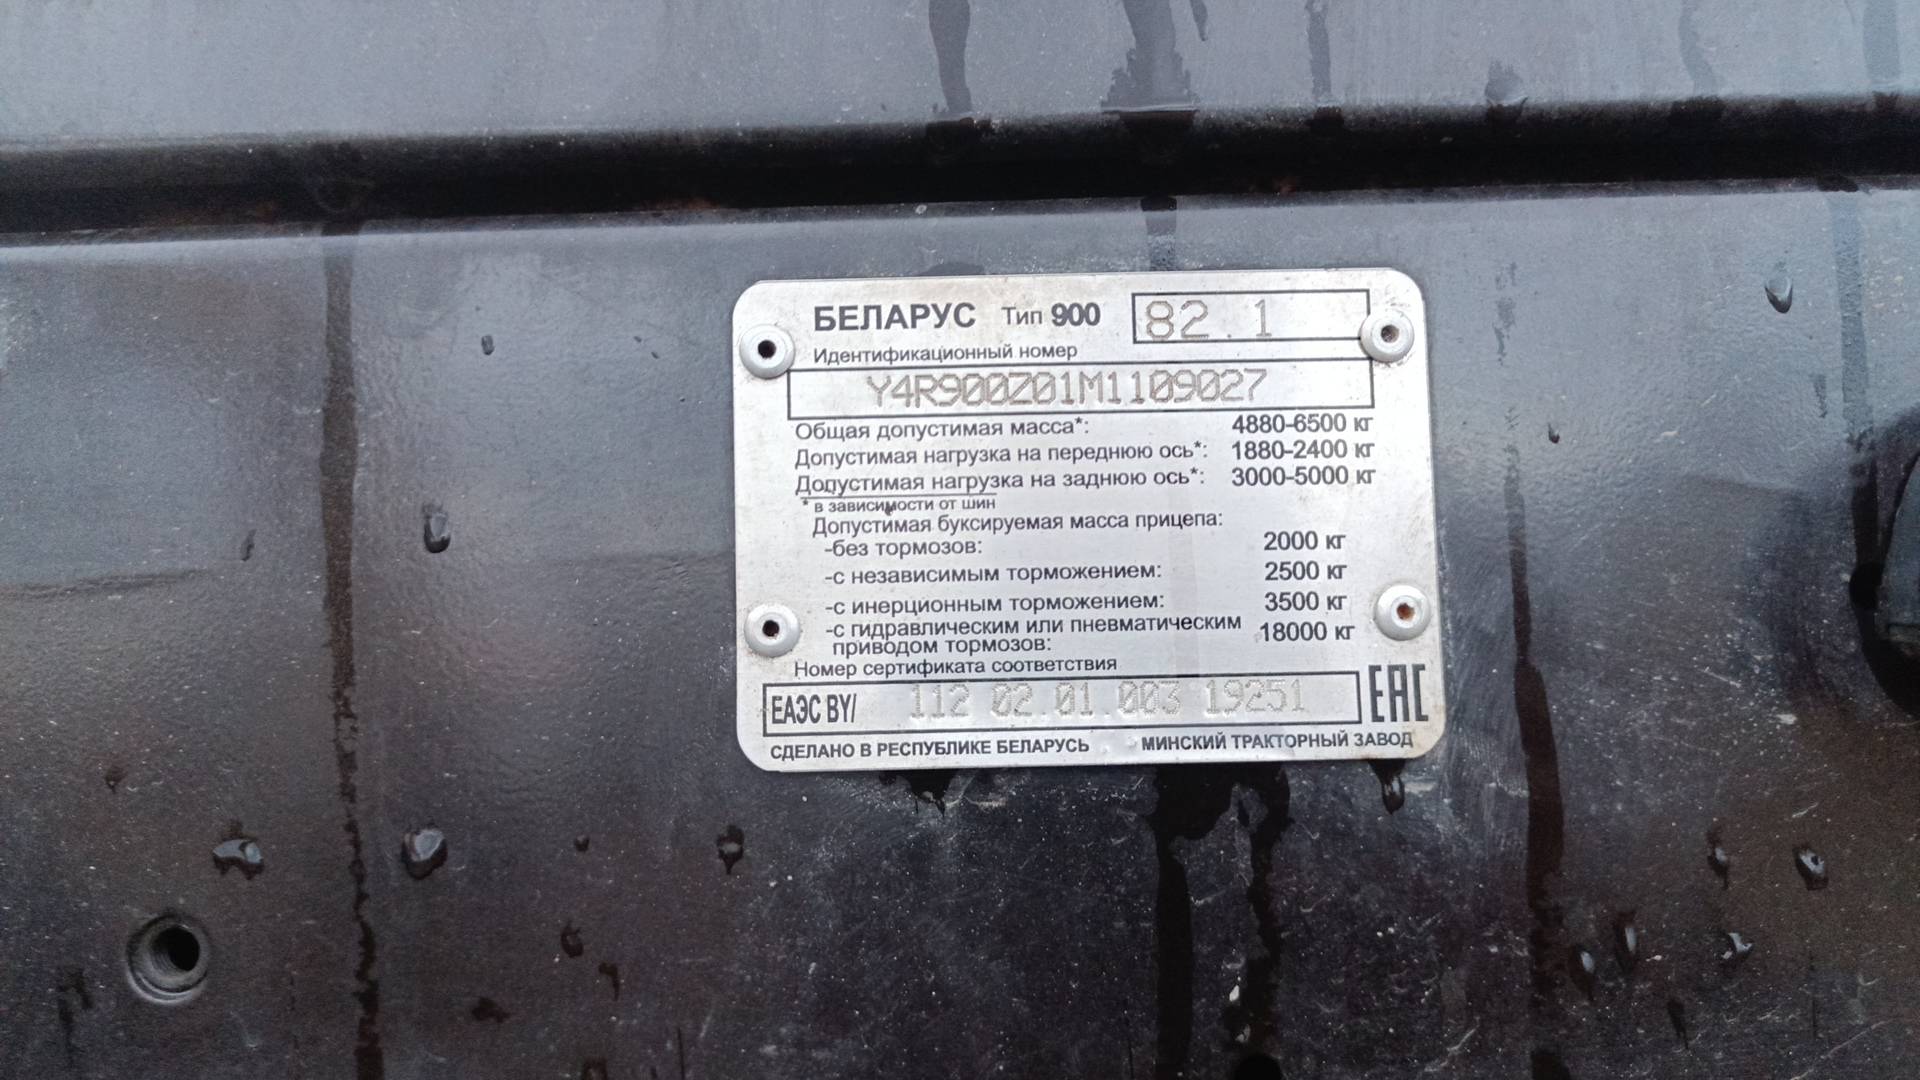 БЕЛАРУС Тип 900 82.1
Идентификационный номер
Y4R900Z01M1109027
Общая допустимая масса*: 4880-6500 кг
Допустимая нагрузка на переднюю ось*: 1880-2400 кг
Допустимая нагрузка на заднюю ось*: 3000-5000 кг
* в зависимости от шин
Допустимая буксируемая масса прицепа:
-без тормозов: 2000 кг
-с независимым торможением: 2500 кг
-с инерционным торможением: 3500 кг
-с гидравлическим или пневматическим 18000 кг
приводом тормозов:
Номер сертификата соответствия
ЕАЭС BY/ 112 02.01.003 19251 EAC
СДЕЛАНО В РЕСПУБЛИКЕ БЕЛАРУСЬ МИНСКИЙ ТРАКТОРНЫЙ ЗАВОД